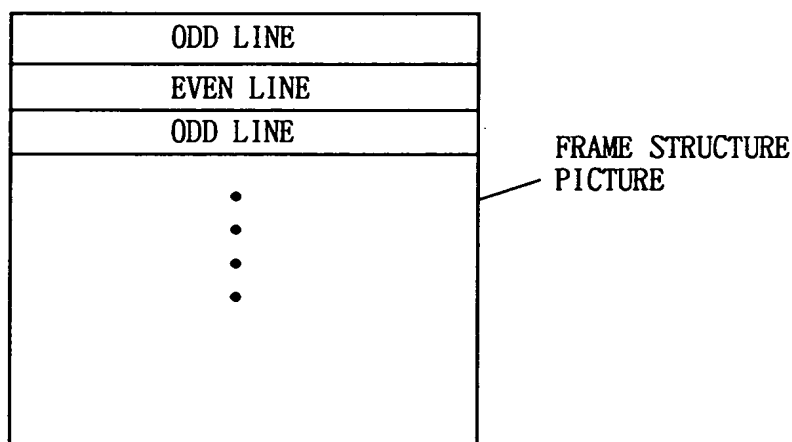 ODD LINE
EVEN LINE
ODD LINE
FRAME STRUCTURE
PICTURE